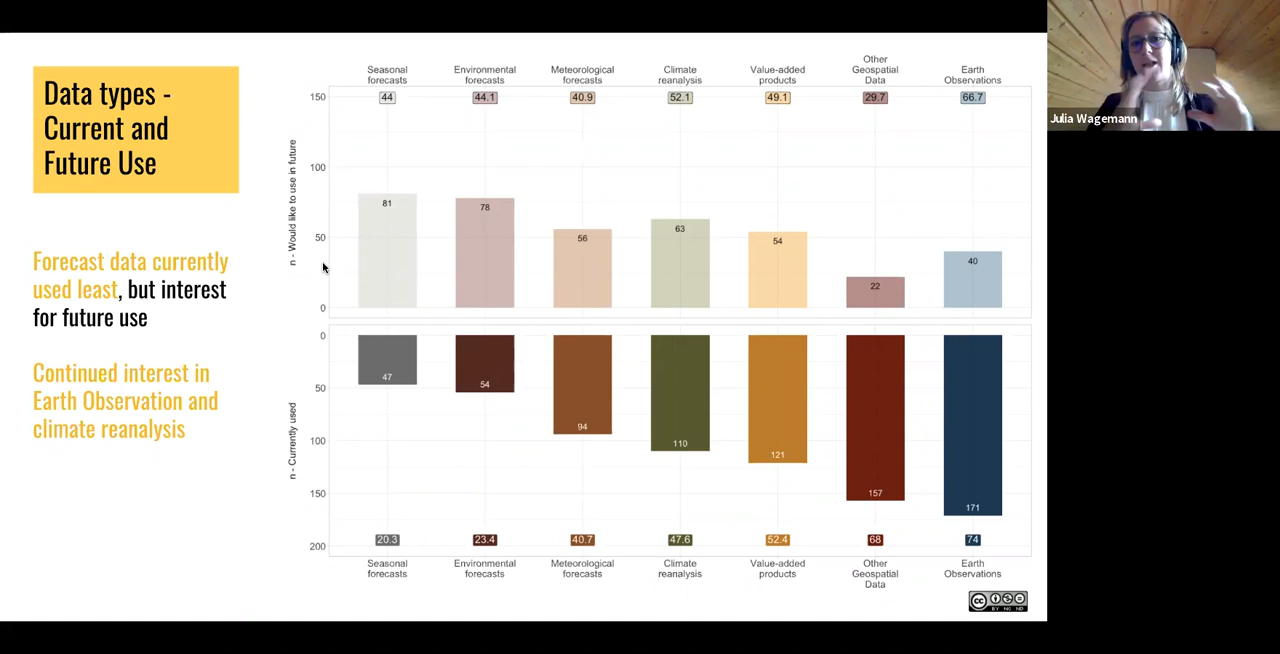 Data types -
Current and
Future Use
Forecast data currently
used least, but interest
for future use
Continued interest in
Earth Observation and
climate reanalysis
Seasonal
forecasts
Environmental
forecasts
Meteorological
forecasts
Climate
reanalysis
Value-added
products
Other
Geospatial
Data
Earth
Observations
44
44.1
40.9
52.1
49.1
29.7
66.7
n - Would like to use in future
150
100
50
0
81
78
56
63
54
22
40
n - Currently used
0
50
100
150
200
47
54
94
110
121
157
171
20.3
23.4
40.7
47.6
52.4
68
74
Seasonal
forecasts
Environmental
forecasts
Meteorological
forecasts
Climate
reanalysis
Value-added
products
Other
Geospatial
Data
Earth
Observations
cc
BY NC ND
Julia Wagemann